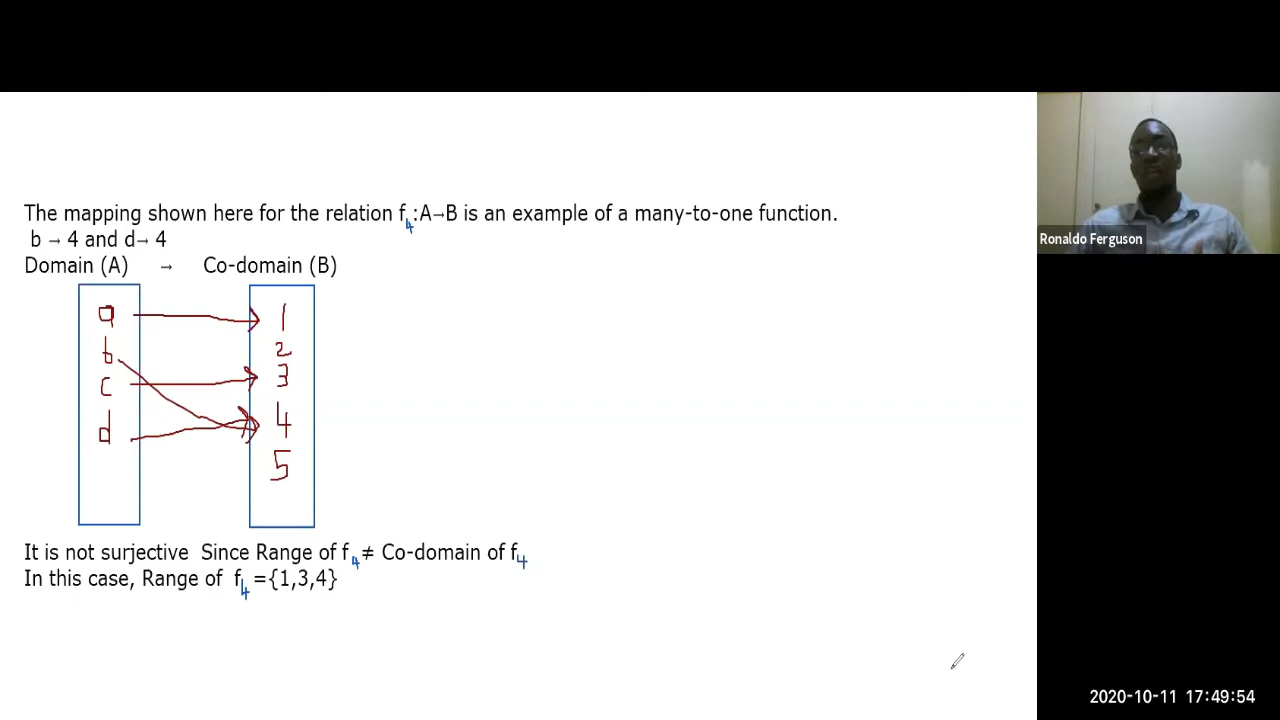 The mapping shown here for the relation f4:A→B is an example of a many-to-one function.
b → 4 and d→ 4
Domain (A) → Co-domain (B)
a 1
b 2
c 3
d 4
5
It is not surjective Since Range of f4 ≠ Co-domain of f4
In this case, Range of f4 ={1,3,4}
Ronaldo Ferguson
2020-10-11 17:49:54